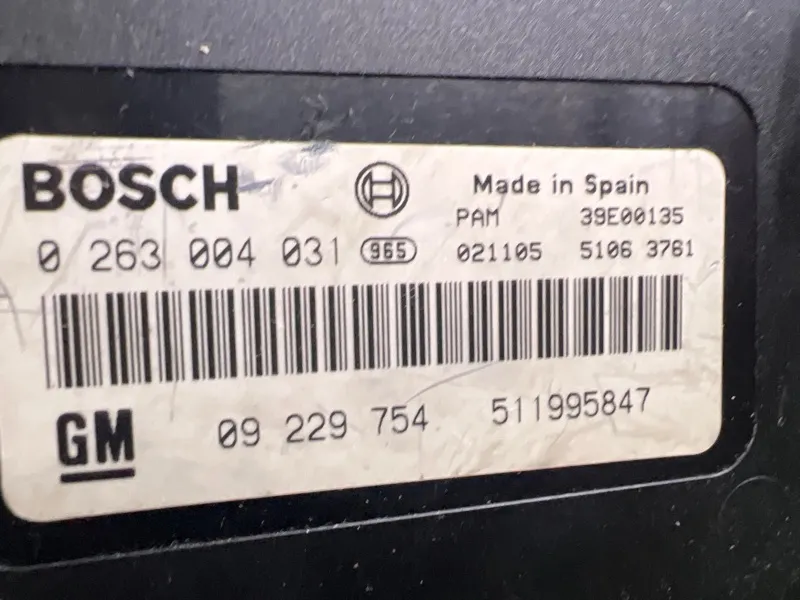 BOSCH
Made in Spain
PAM 39E00135
0 263 004 031 965 021105 5106 3761
GM 09 229 754 511995847